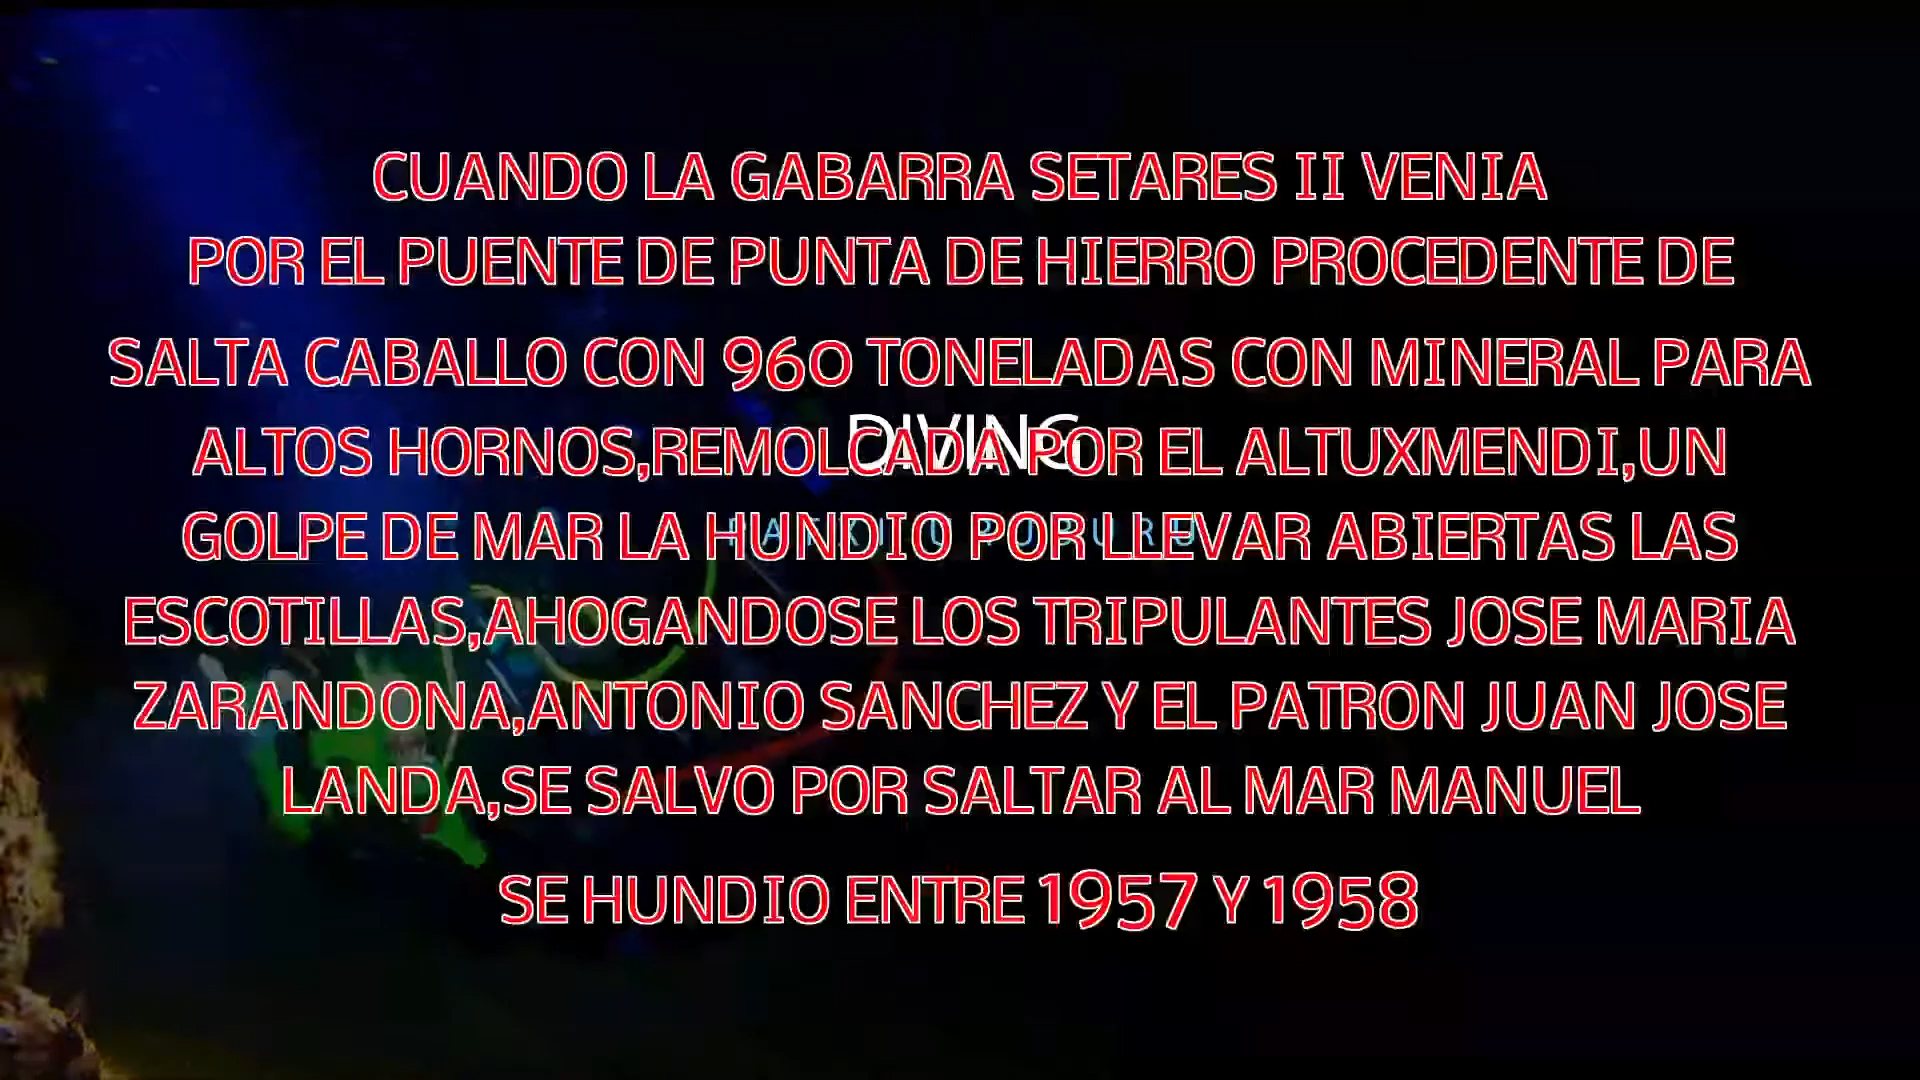 CUANDO LA GABARRA SETARES II VENIA
POR EL PUENTE DE PUNTA DE HIERRO PROCEDENTE DE
SALTA CABALLO CON 960 TONELADAS CON MINERAL PARA
DIVING
ALTOS HORNOS,REMOLCADA POR EL ALTUXMENDI,UN
GOLPE DE MAR LA HUNDIO POR LLEVAR ABIERTAS LAS
ESCOTILLAS,AHOGANDOSE LOS TRIPULANTES JOSE MARIA
ZARANDONA,ANTONIO SANCHEZ Y EL PATRON JUAN JOSE
LANDA,SE SALVO POR SALTAR AL MAR MANUEL
SE HUNDIO ENTRE 1957 Y 1958